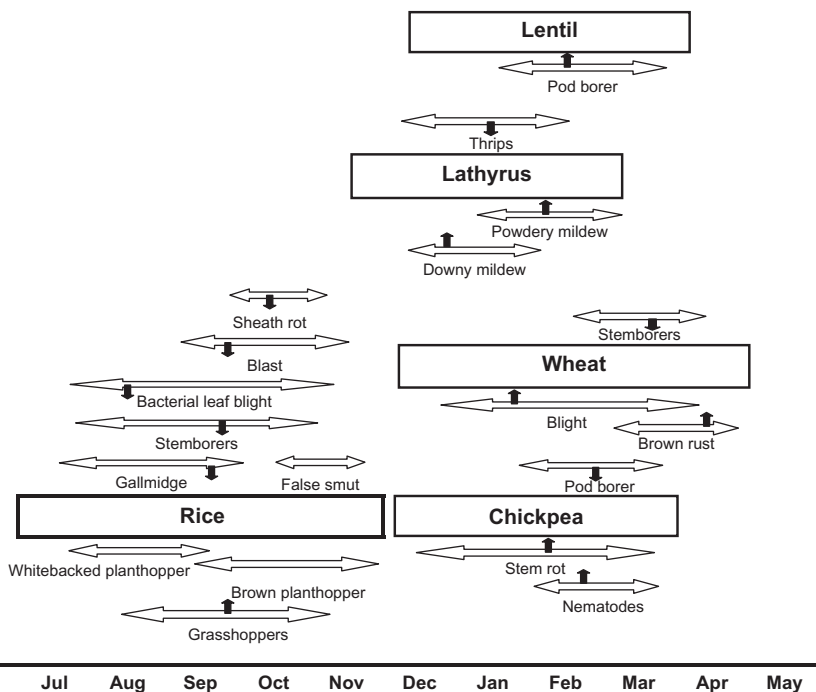 Lentil
Pod borer
Thrips
Lathyrus
Powdery mildew
Downy mildew
Sheath rot
Stemborers
Blast
Wheat
Bacterial leaf blight
Blight
Stemborers
Brown rust
Gallmidge
False smut
Pod borer
Rice
Chickpea
Whitebacked planthopper
Stem rot
Brown planthopper
Nematodes
Grasshoppers
Jul Aug Sep Oct Nov Dec Jan Feb Mar Apr May